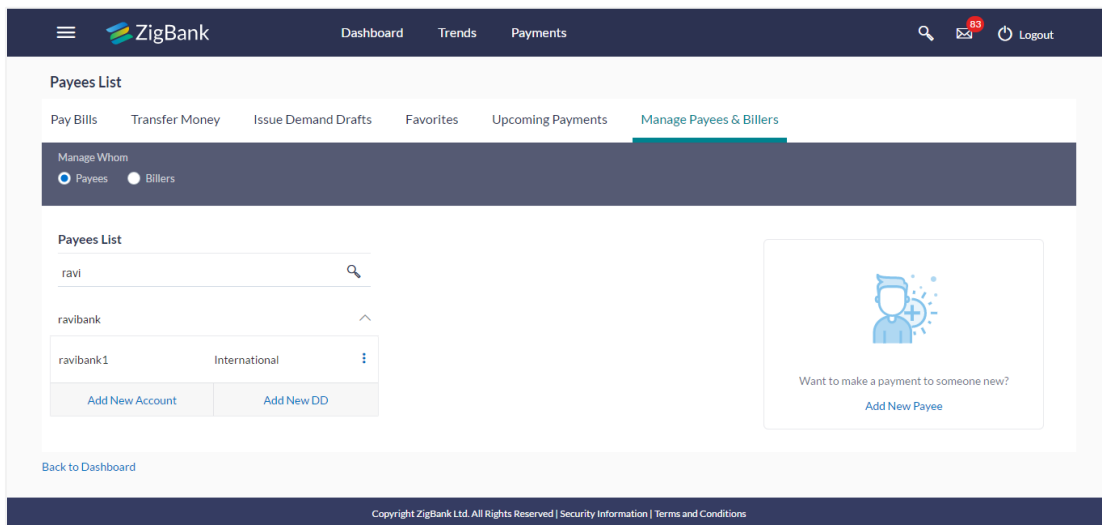 ZigBank Dashboard Trends Payments 83 Logout
Payees List
Pay Bills Transfer Money Issue Demand Drafts Favorites Upcoming Payments Manage Payees & Billers
Manage Whom
Payees Billers
Payees List
ravi
ravibank
ravibank1 International
Add New Account Add New DD
Want to make a payment to someone new?
Add New Payee
Back to Dashboard
Copyright ZigBank Ltd. All Rights Reserved | Security Information | Terms and Conditions